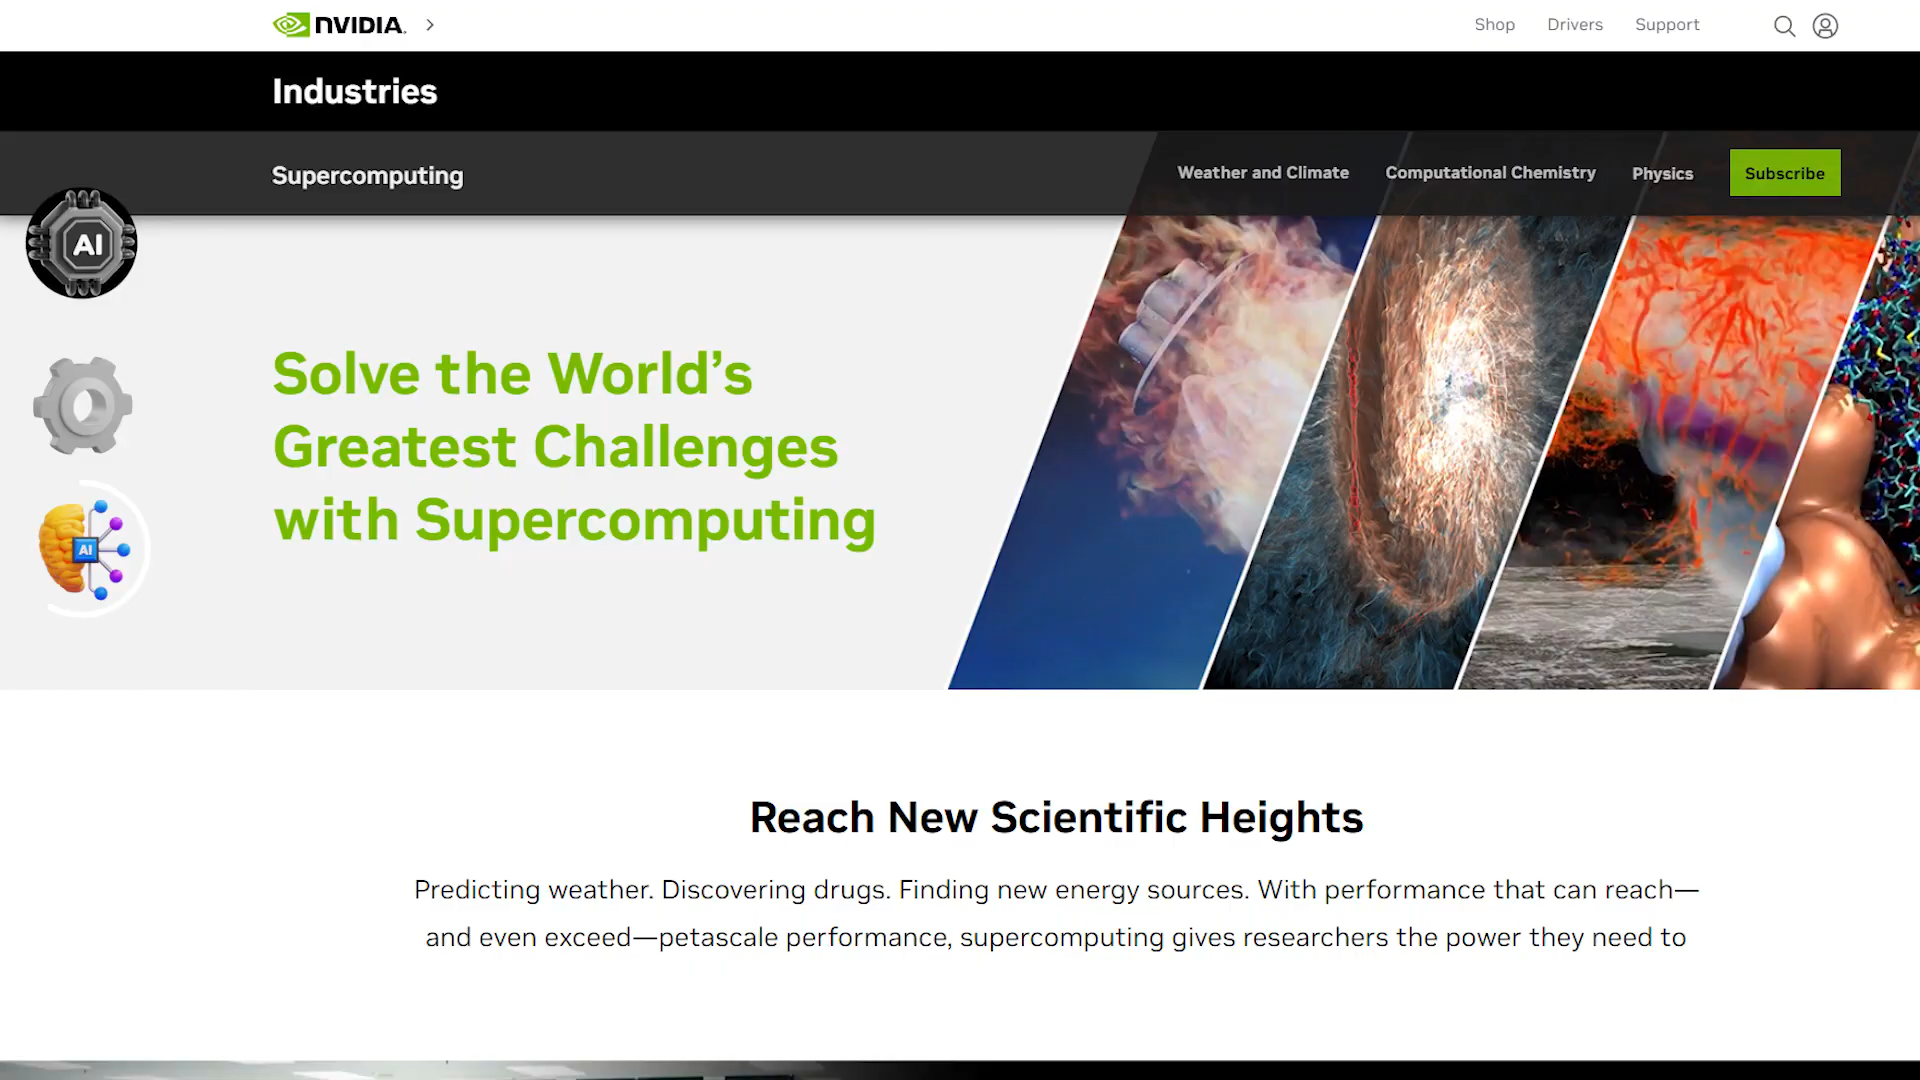 NVIDIA
Shop
Drivers
Support
Industries
Supercomputing
Weather and Climate
Computational Chemistry
Physics
Subscribe
AI
Solve the World’s
Greatest Challenges
with Supercomputing
AI
Reach New Scientific Heights
Predicting weather. Discovering drugs. Finding new energy sources. With performance that can reach—
and even exceed—petascale performance, supercomputing gives researchers the power they need to